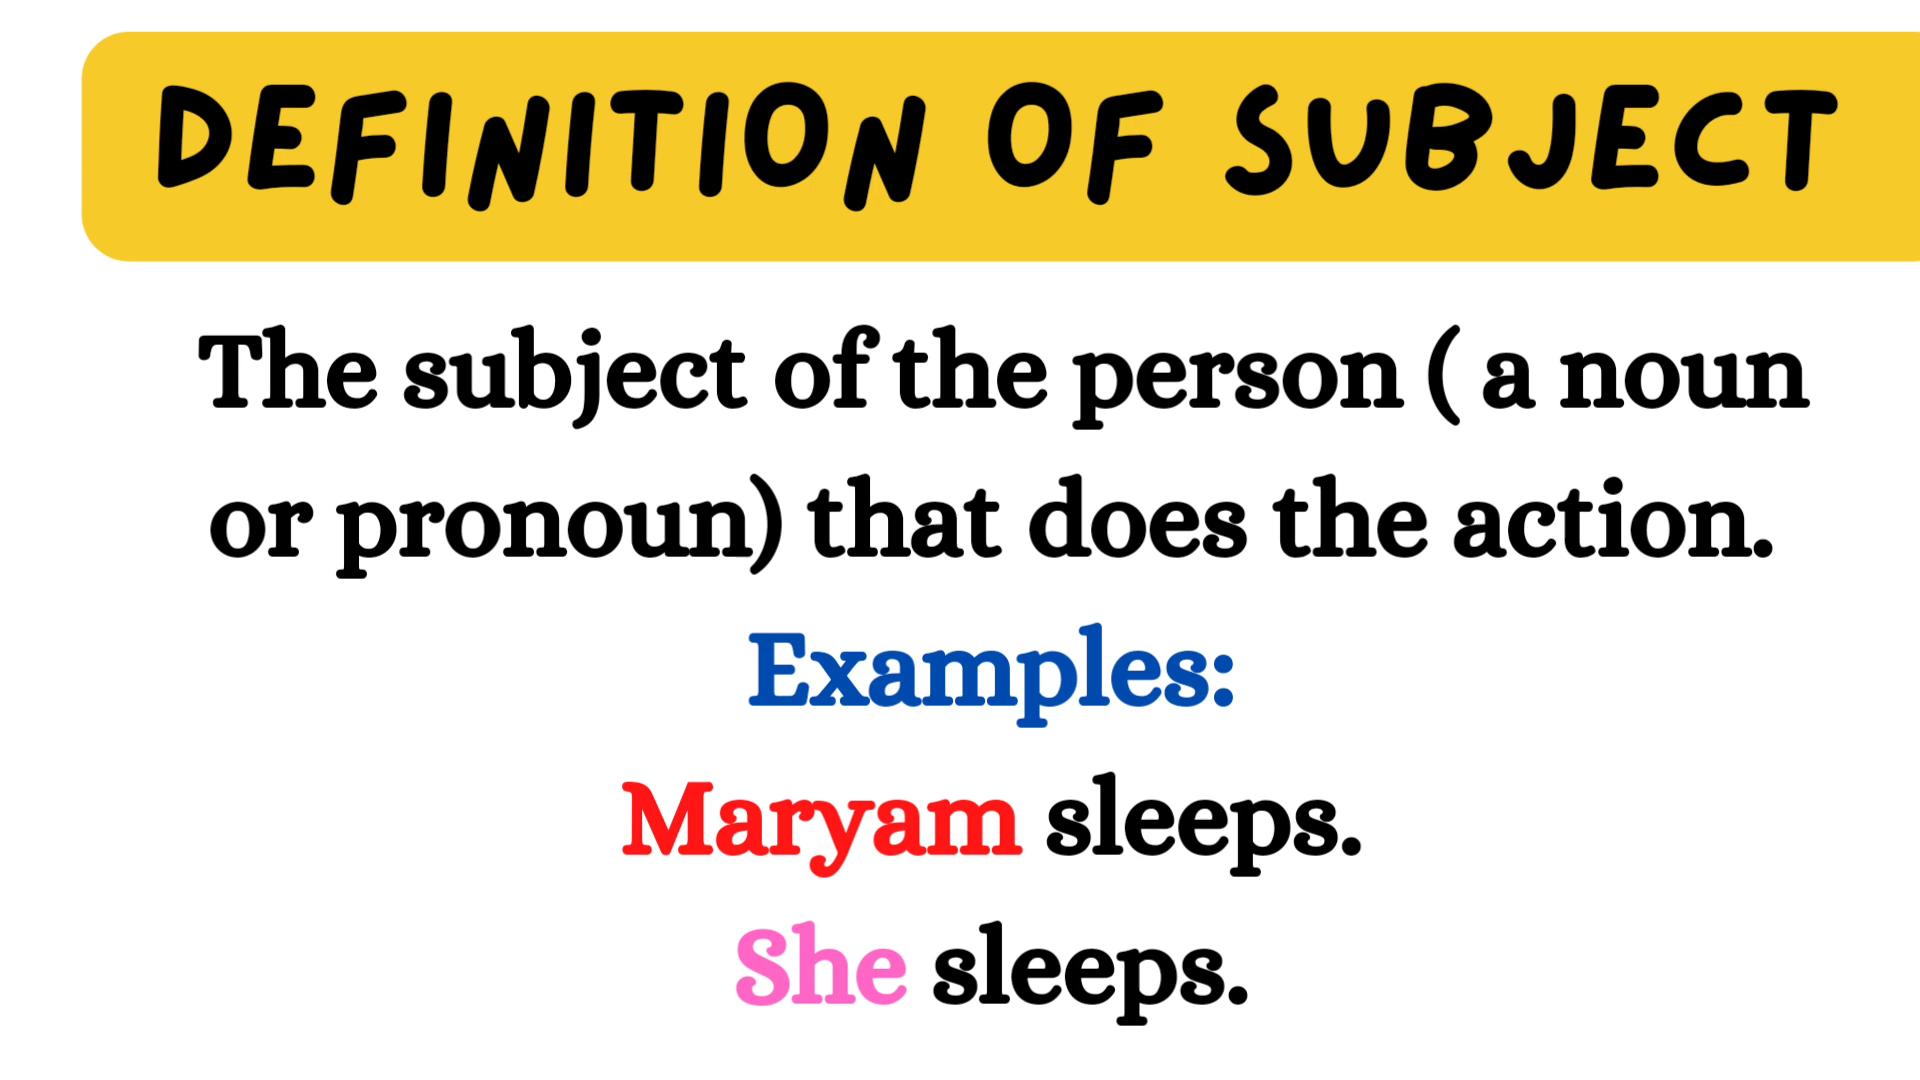 DEFINITION OF SUBJECT
The subject of the person ( a noun
or pronoun) that does the action.
Examples:
Maryam sleeps.
She sleeps.